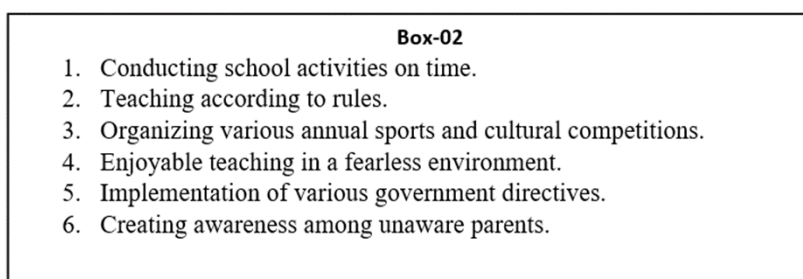 Box-02
1. Conducting school activities on time.
2. Teaching according to rules.
3. Organizing various annual sports and cultural competitions.
4. Enjoyable teaching in a fearless environment.
5. Implementation of various government directives.
6. Creating awareness among unaware parents.